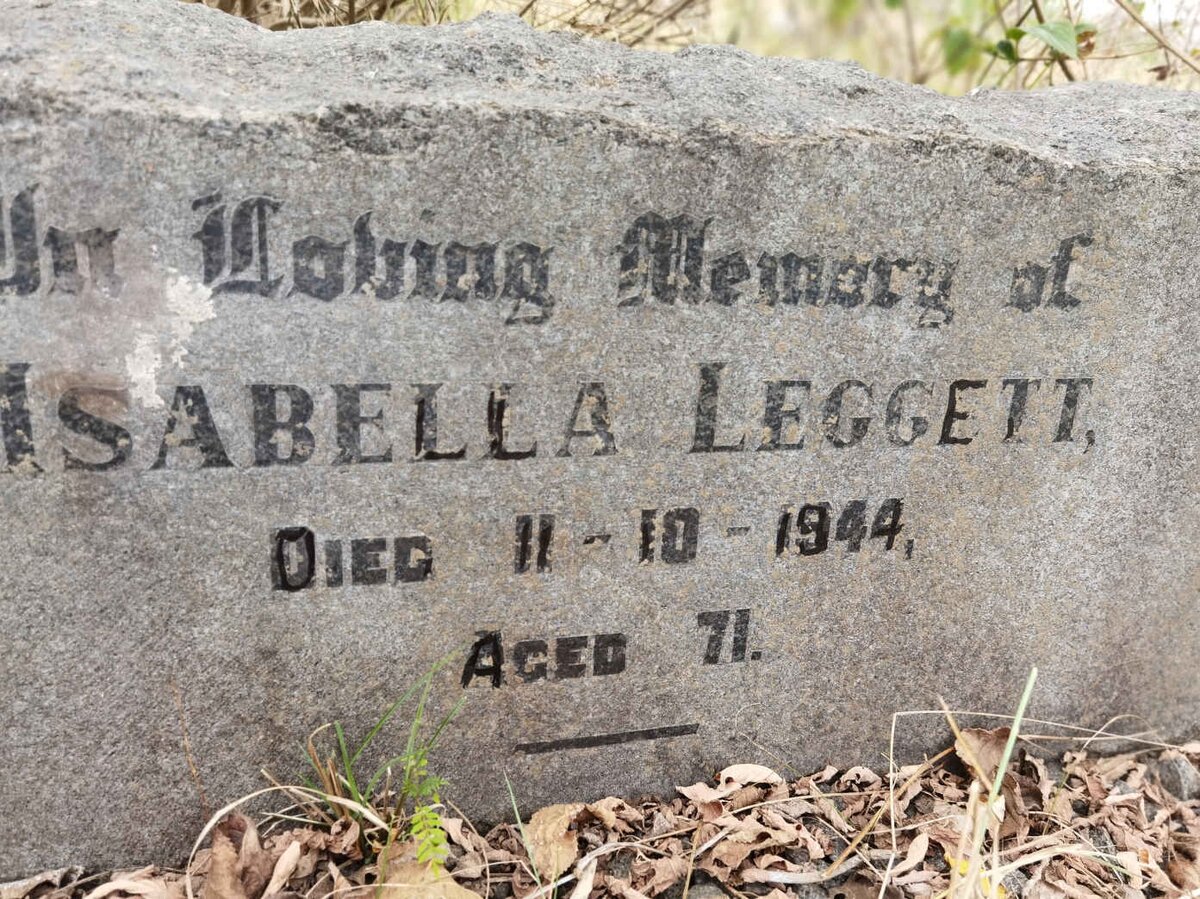 In Loving Memory of
ISABELLA LEGGETT,
DIED 11-10-1944,
AGED 71.